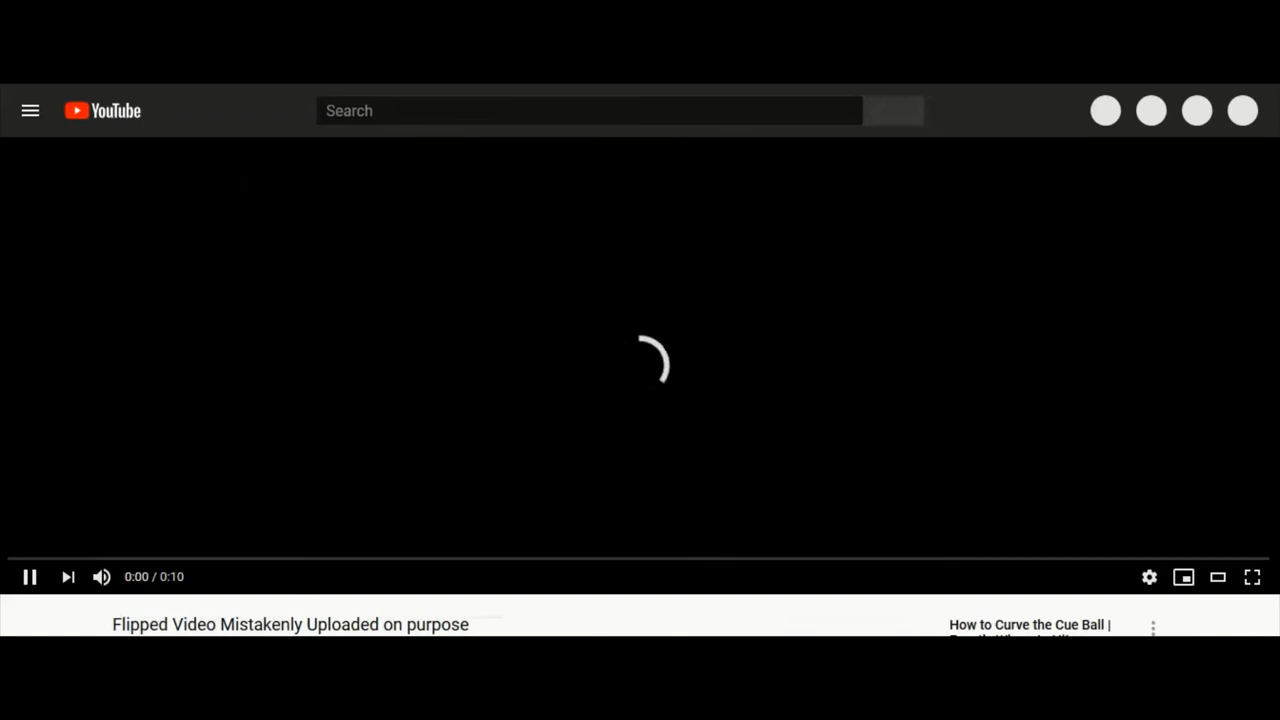 YouTube
Search
0:00 / 0:10
Flipped Video Mistakenly Uploaded on purpose
How to Curve the Cue Ball |